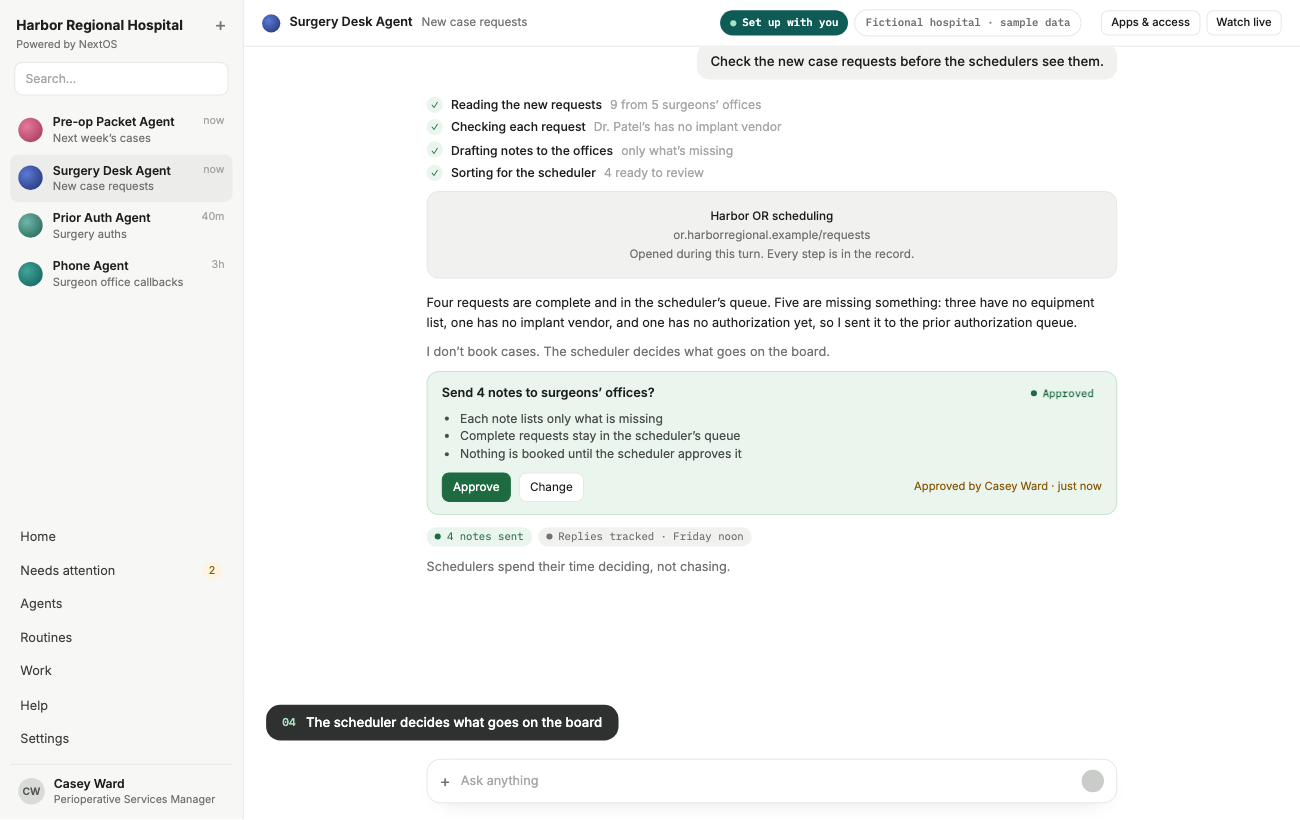 Harbor Regional Hospital
+
Powered by NextOS
Search...
Pre-op Packet Agent
now
Next week's cases
Surgery Desk Agent
now
New case requests
Prior Auth Agent
40m
Surgery auths
Phone Agent
3h
Surgeon office callbacks
Home
Needs attention
2
Agents
Routines
Work
Help
Settings
CW
Casey Ward
Perioperative Services Manager
Surgery Desk Agent New case requests
Set up with you
Fictional hospital · sample data
Apps & access
Watch live
Check the new case requests before the schedulers see them.
✓ Reading the new requests 9 from 5 surgeons’ offices
✓ Checking each request Dr. Patel’s has no implant vendor
✓ Drafting notes to the offices only what’s missing
✓ Sorting for the scheduler 4 ready to review
Harbor OR scheduling
or.harborregional.example/requests
Opened during this turn. Every step is in the record.
Four requests are complete and in the scheduler’s queue. Five are missing something: three have no equipment
list, one has no implant vendor, and one has no authorization yet, so I sent it to the prior authorization queue.
I don’t book cases. The scheduler decides what goes on the board.
Send 4 notes to surgeons’ offices?
Approved
• Each note lists only what is missing
• Complete requests stay in the scheduler’s queue
• Nothing is booked until the scheduler approves it
Approve
Change
Approved by Casey Ward · just now
4 notes sent
Replies tracked · Friday noon
Schedulers spend their time deciding, not chasing.
04 The scheduler decides what goes on the board
+ Ask anything